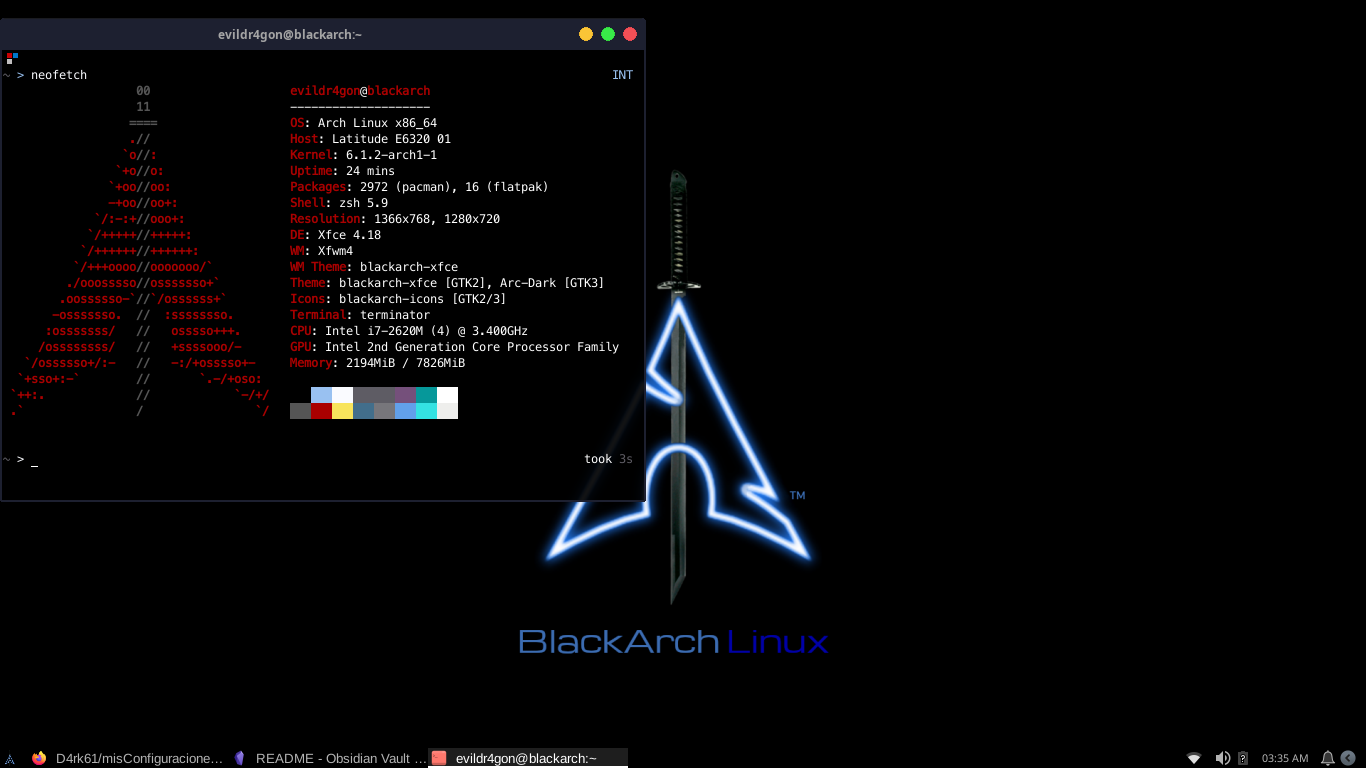 evildr4gon@blackarch:~
~ > neofetch INT
00 evildr4gon@blackarch
11 --------------------
==== OS: Arch Linux x86_64
.// Host: Latitude E6320 01
`o//: Kernel: 6.1.2-arch1-1
`+o//o: Uptime: 24 mins
`+oo//oo: Packages: 2972 (pacman), 16 (flatpak)
-+oo//oo+: Shell: zsh 5.9
`/:-:+//ooo+: Resolution: 1366x768, 1280x720
`/+++++//+++++: DE: Xfce 4.18
`/++++++//++++++: WM: Xfwm4
`/+++oooo//ooooooo/` WM Theme: blackarch-xfce
./ooosssso//osssssso+` Theme: blackarch-xfce [GTK2], Arc-Dark [GTK3]
.oossssso-`//`/ossssss+` Icons: blackarch-icons [GTK2/3]
-osssssso. // :ssssssso. Terminal: terminator
:osssssss/ // osssso+++. CPU: Intel i7-2620M (4) @ 3.400GHz
/ossssssss/ // +ssssooo/- GPU: Intel 2nd Generation Core Processor Family
`/ossssso+/:- // -:/+osssso+- Memory: 2194MiB / 7826MiB
`+sso+:-` // `.-/+oso:
`++:. // `-/+/
.` / `/
~ > _ took 3s
TM
BlackArch Linux
D4rk61/misConfiguracione… README - Obsidian Vault … evildr4gon@blackarch:~ 03:35 AM